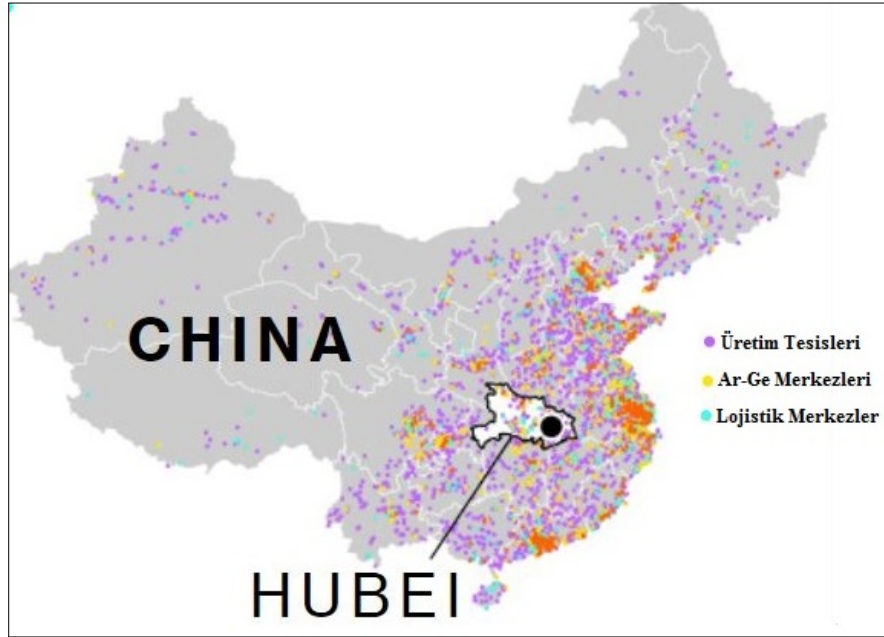 CHINA
Üretim Tesisleri
Ar-Ge Merkezleri
Lojistik Merkezler
HUBEI